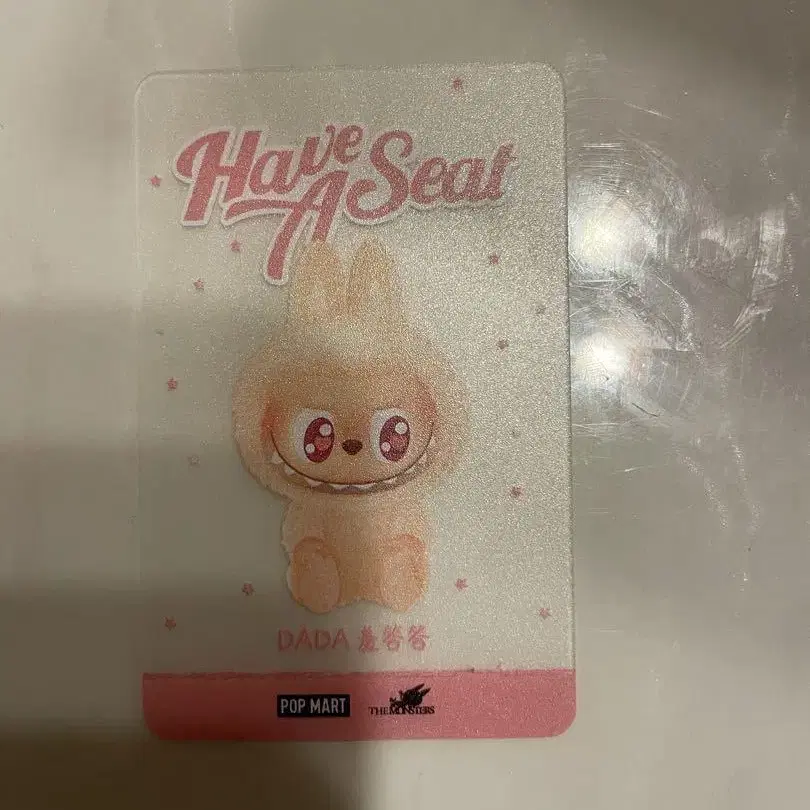 Have
A Seat
DADA 羞答答
POP MART
THE MONSTERS